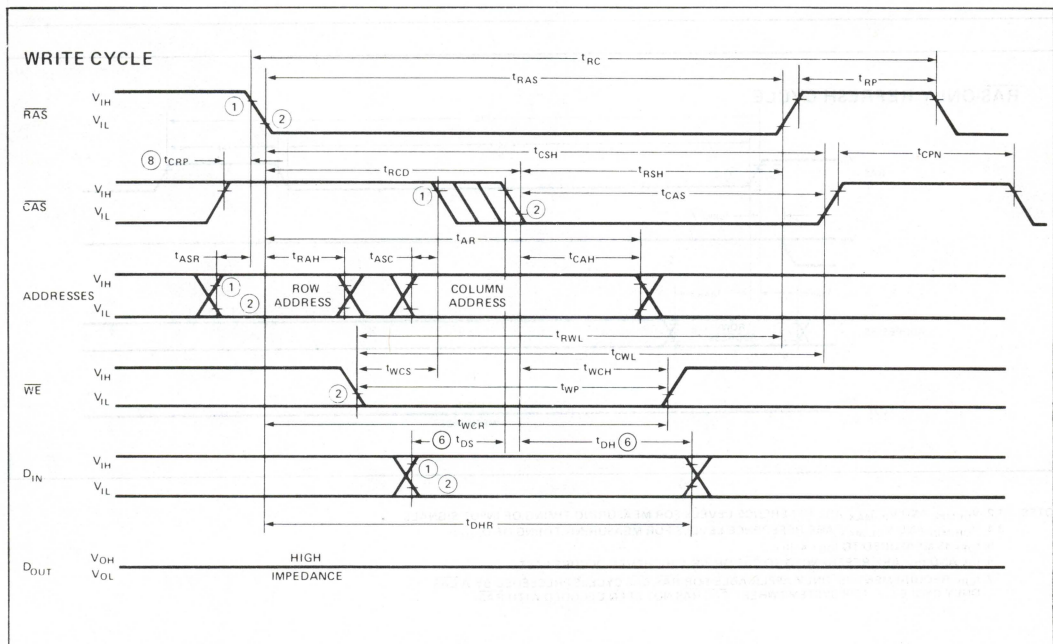 WRITE CYCLE
tRC
tRAS
tRP
RAS
VIH
VIL
①
②
tCSH
⑧ tCRP
tRCD
tRSH
tCPN
CAS
VIH
VIL
①
②
tCAS
tAR
tASR
tRAH
tASC
tCAH
ADDRESSES
VIH
VIL
①
②
ROW
ADDRESS
COLUMN
ADDRESS
tRWL
tCWL
tWCS
tWCH
tWP
WE
VIH
VIL
②
tWCR
⑥ tDS
tDH ⑥
DIN
VIH
VIL
①
②
tDHR
DOUT
VOH
VOL
HIGH
IMPEDANCE